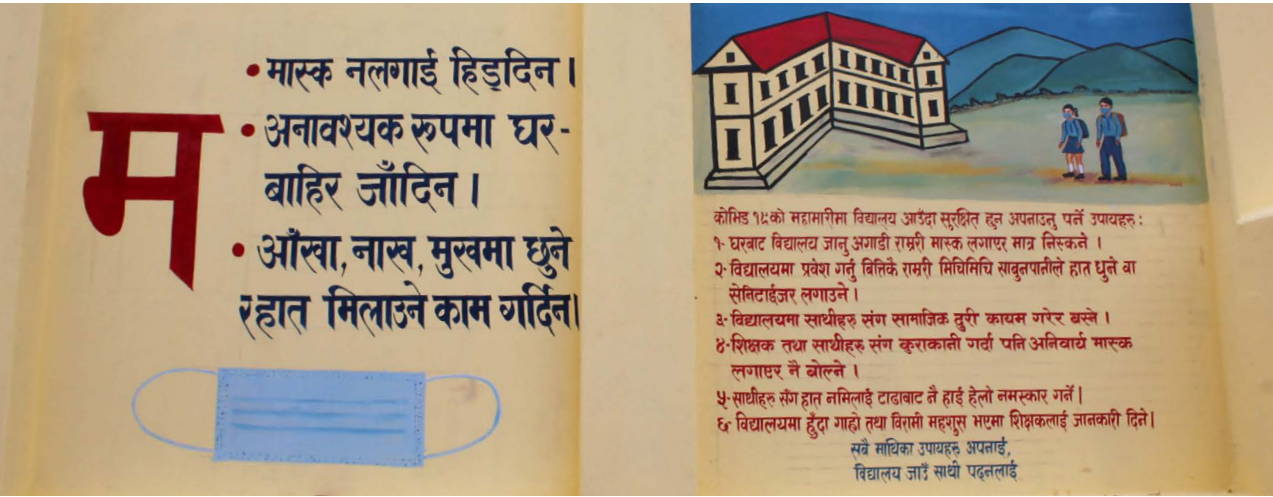 म
• मास्क नलगाई हिड्दिन ।
• अनावश्यक रूपमा घर-
बाहिर जाँदिन ।
• आँखा, नाख, मुखमा छुने
र हात मिलाउने काम गर्दिन।
कोभिड १९को महामारीमा विद्यालय आउँदा सुरक्षित हुन अपनाउनु पर्ने उपायहरु :
१- घरबाट विद्यालय जानु अगाडी राम्ररी मास्क लगाएर मात्र निस्कने ।
२- विद्यालयमा प्रवेश गर्नु बित्तिकै राम्ररी मिचिमिचि साबुनपानीले हात धुने वा
सेनिटाईजर लगाउने ।
३- विद्यालयमा साथीहरु संग सामाजिक दुरी कायम गरेर बस्ने ।
४- शिक्षक तथा साथीहरु संग कुराकानी गर्दा पनि अनिवार्य मास्क
लगाएर नै बोल्ने ।
५- साथीहरु सँग हात नमिलाई टाढाबाट नै हाई हेलो नमस्कार गर्ने |
६- विद्यालयमा हुँदा गाहो तथा विरामी महशुस भएमा शिक्षकलाई जानकारी दिने।
सबै माथिका उपायहरु अपनाई,
विद्यालय जाउँ साथी पढ्नलाई